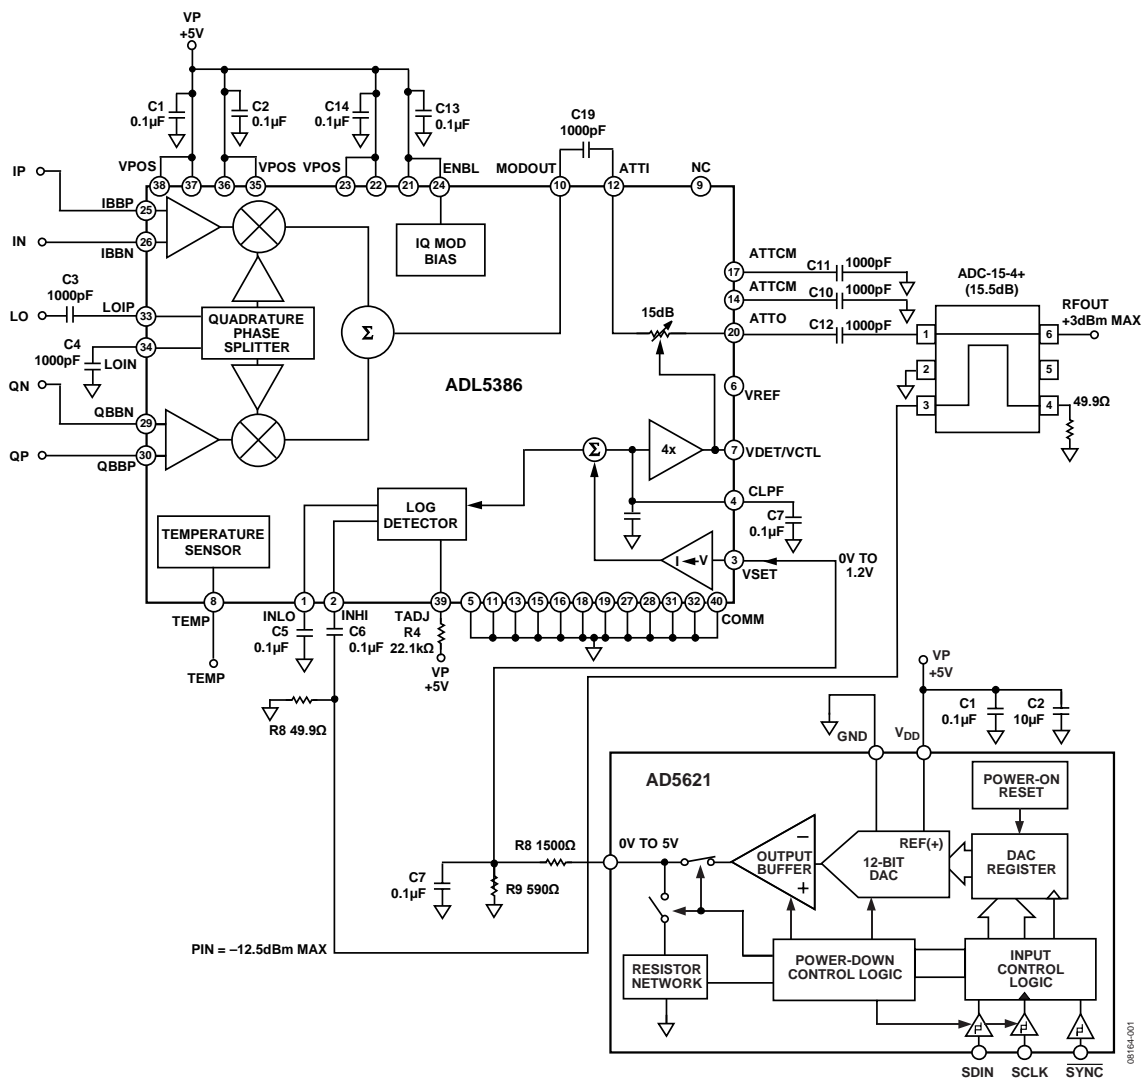 VP
+5V
C1
0.1µF
C2
0.1µF
C14
0.1µF
C13
0.1µF
C19
1000pF
VPOS
VPOS
VPOS
ENBL
MODOUT
ATTI
NC
38
37
36
35
23
22
21
24
10
12
9
IP
IBBP
25
IN
26
IBBN
IQ MOD
BIAS
C3
1000pF
LO
LOIP
33
QUADRATURE
PHASE
SPLITTER
Σ
C4
1000pF
34
LOIN
QN
QBBN
29
QP
30
QBBP
ADL5386
15dB
17
ATTCM
C11
1000pF
14
ATTCM
C10
1000pF
20
ATTO
C12
1000pF
6
VREF
Σ
4x
7
VDET/VCTL
4
CLPF
C7
0.1µF
I
V
3
VSET
0V TO
1.2V
ADC-15-4+
(15.5dB)
RFOUT
+3dBm MAX
1
6
2
5
3
4
49.9Ω
LOG
DETECTOR
TEMPERATURE
SENSOR
8
1
2
39
5
11
13
15
16
18
19
27
28
31
32
40
TEMP
INLO
C5
0.1µF
INHI
C6
0.1µF
TADJ
R4
22.1kΩ
VP
+5V
COMM
TEMP
R8 49.9Ω
VP
+5V
C1
0.1µF
C2
10µF
GND
VDD
AD5621
POWER-ON
RESET
R8 1500Ω
0V TO 5V
OUTPUT
BUFFER
−
+
REF(+)
12-BIT
DAC
DAC
REGISTER
C7
0.1µF
R9 590Ω
PIN = –12.5dBm MAX
RESISTOR
NETWORK
POWER-DOWN
CONTROL LOGIC
INPUT
CONTROL
LOGIC
SDIN
SCLK
SYNC
08164-001